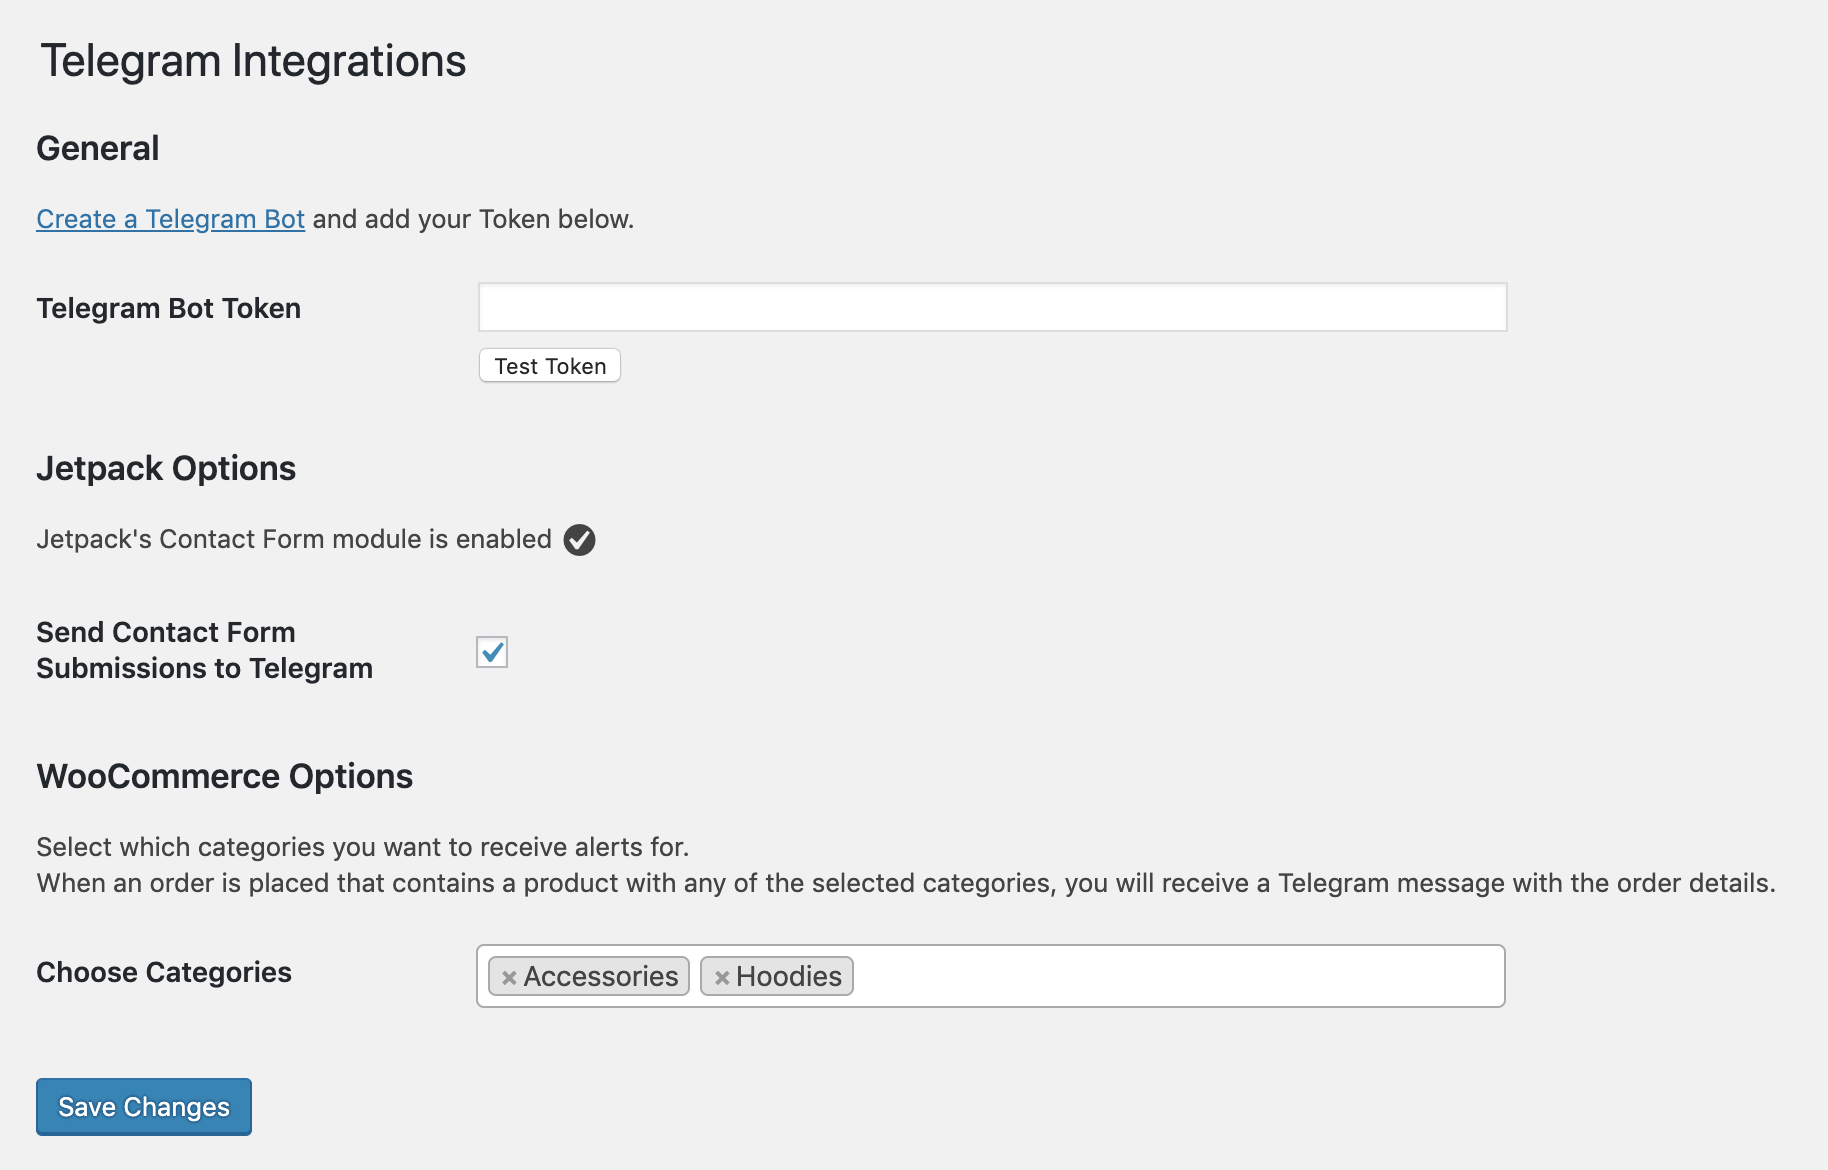 Telegram Integrations
General
Create a Telegram Bot and add your Token below.
Telegram Bot Token
Test Token
Jetpack Options
Jetpack's Contact Form module is enabled
Send Contact Form
Submissions to Telegram
WooCommerce Options
Select which categories you want to receive alerts for.
When an order is placed that contains a product with any of the selected categories, you will receive a Telegram message with the order details.
Choose Categories
× Accessories × Hoodies
Save Changes